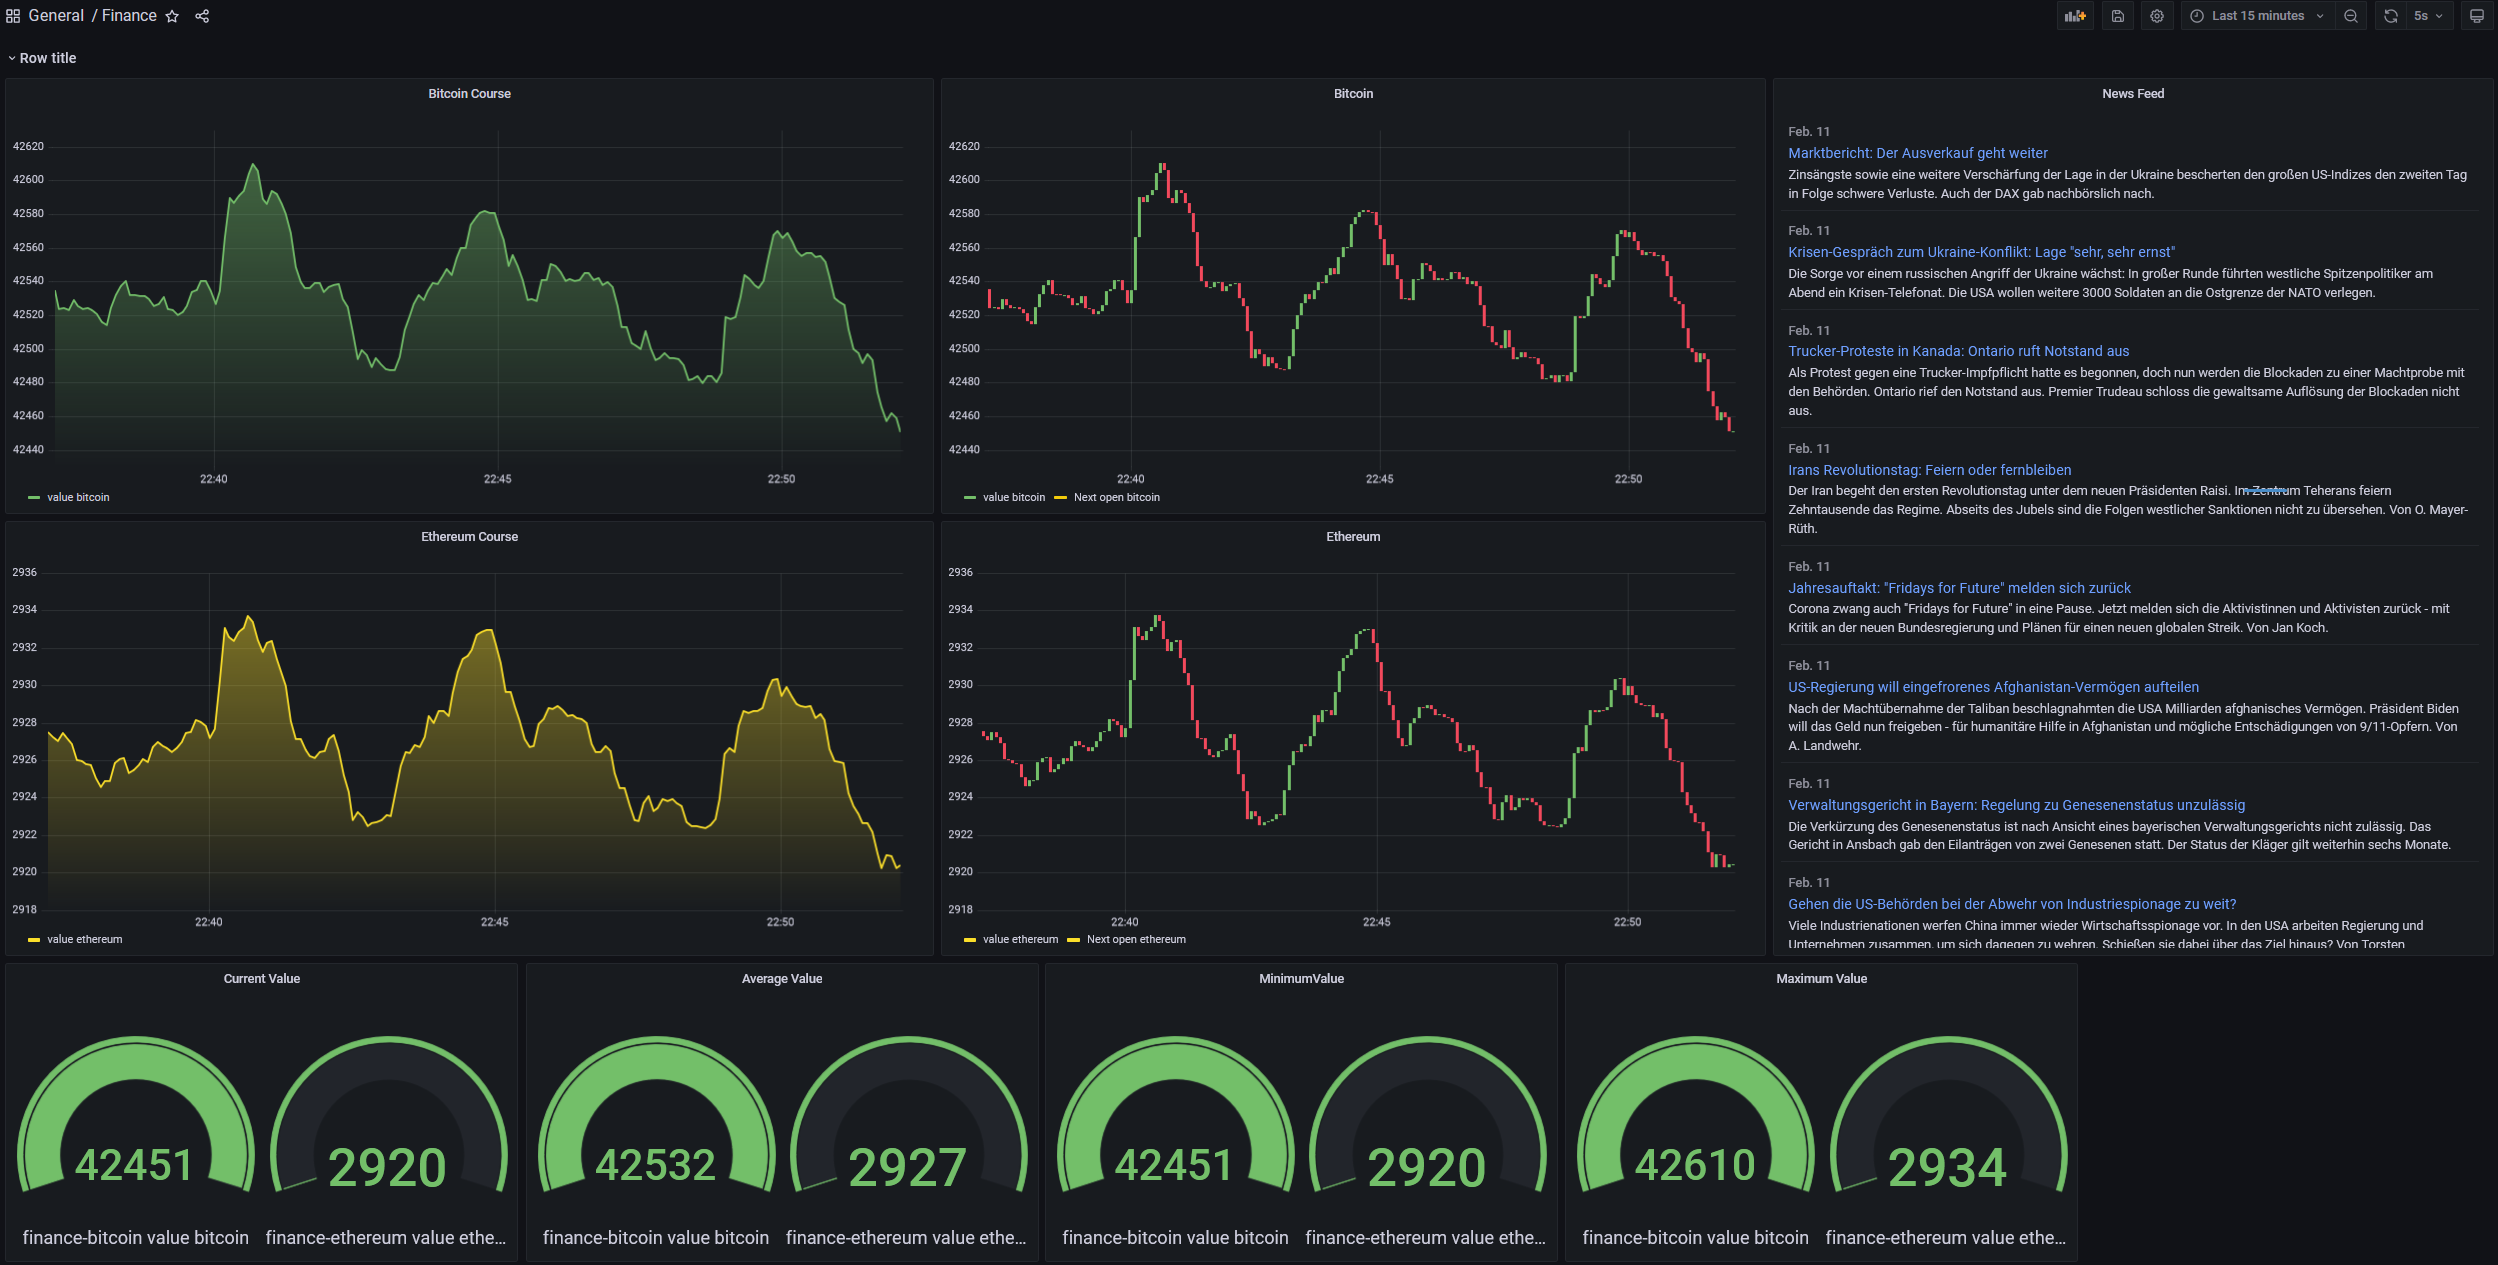 General / Finance
Last 15 minutes
5s
Row title
Bitcoin Course
42620
42600
42580
42560
42540
42520
42500
42480
42460
42440
22:40
22:45
22:50
value bitcoin
Bitcoin
42620
42600
42580
42560
42540
42520
42500
42480
42460
42440
22:40
22:45
22:50
value bitcoin
Next open bitcoin
Ethereum Course
2936
2934
2932
2930
2928
2926
2924
2922
2920
2918
22:40
22:45
22:50
value ethereum
Ethereum
2936
2934
2932
2930
2928
2926
2924
2922
2920
2918
22:40
22:45
22:50
value ethereum
Next open ethereum
News Feed
Feb. 11
Marktbericht: Der Ausverkauf geht weiter
Zinsängste sowie eine weitere Verschärfung der Lage in der Ukraine bescherten den großen US-Indizes den zweiten Tag
in Folge schwere Verluste. Auch der DAX gab nachbörslich nach.
Feb. 11
Krisen-Gespräch zum Ukraine-Konflikt: Lage "sehr, sehr ernst"
Die Sorge vor einem russischen Angriff der Ukraine wächst: In großer Runde führten westliche Spitzenpolitiker am
Abend ein Krisen-Telefonat. Die USA wollen weitere 3000 Soldaten an die Ostgrenze der NATO verlegen.
Feb. 11
Trucker-Proteste in Kanada: Ontario ruft Notstand aus
Als Protest gegen eine Trucker-Impfpflicht hatte es begonnen, doch nun werden die Blockaden zu einer Machtprobe mit
den Behörden. Ontario rief den Notstand aus. Premier Trudeau schloss die gewaltsame Auflösung der Blockaden nicht
aus.
Feb. 11
Irans Revolutionstag: Feiern oder fernbleiben
Der Iran begeht den ersten Revolutionstag unter dem neuen Präsidenten Raisi. Im Zentrum Teherans feiern
Zehntausende das Regime. Abseits des Jubels sind die Folgen westlicher Sanktionen nicht zu übersehen. Von O. Mayer-
Rüth.
Feb. 11
Jahresauftakt: "Fridays for Future" melden sich zurück
Corona zwang auch "Fridays for Future" in eine Pause. Jetzt melden sich die Aktivistinnen und Aktivisten zurück - mit
Kritik an der neuen Bundesregierung und Plänen für einen neuen globalen Streik. Von Jan Koch.
Feb. 11
US-Regierung will eingefrorenes Afghanistan-Vermögen aufteilen
Nach der Machtübernahme der Taliban beschlagnahmten die USA Milliarden afghanisches Vermögen. Präsident Biden
will das Geld nun freigeben - für humanitäre Hilfe in Afghanistan und mögliche Entschädigungen von 9/11-Opfern. Von
A. Landwehr.
Feb. 11
Verwaltungsgericht in Bayern: Regelung zu Genesenenstatus unzulässig
Die Verkürzung des Genesenenstatus ist nach Ansicht eines bayerischen Verwaltungsgerichts nicht zulässig. Das
Gericht in Ansbach gab den Eilanträgen von zwei Genesenen statt. Der Status der Kläger gilt weiterhin sechs Monate.
Feb. 11
Gehen die US-Behörden bei der Abwehr von Industriespionage zu weit?
Viele Industrienationen werfen China immer wieder Wirtschaftsspionage vor. In den USA arbeiten Regierung und
Unternehmen zusammen, um sich dagegen zu wehren. Schießen sie dabei über das Ziel hinaus? Von Torsten
Current Value
42451
finance-bitcoin value bitcoin
2920
finance-ethereum value ethe...
Average Value
42532
finance-bitcoin value bitcoin
2927
finance-ethereum value ethe...
MinimumValue
42451
finance-bitcoin value bitcoin
2920
finance-ethereum value ethe...
Maximum Value
42610
finance-bitcoin value bitcoin
2934
finance-ethereum value ethe...